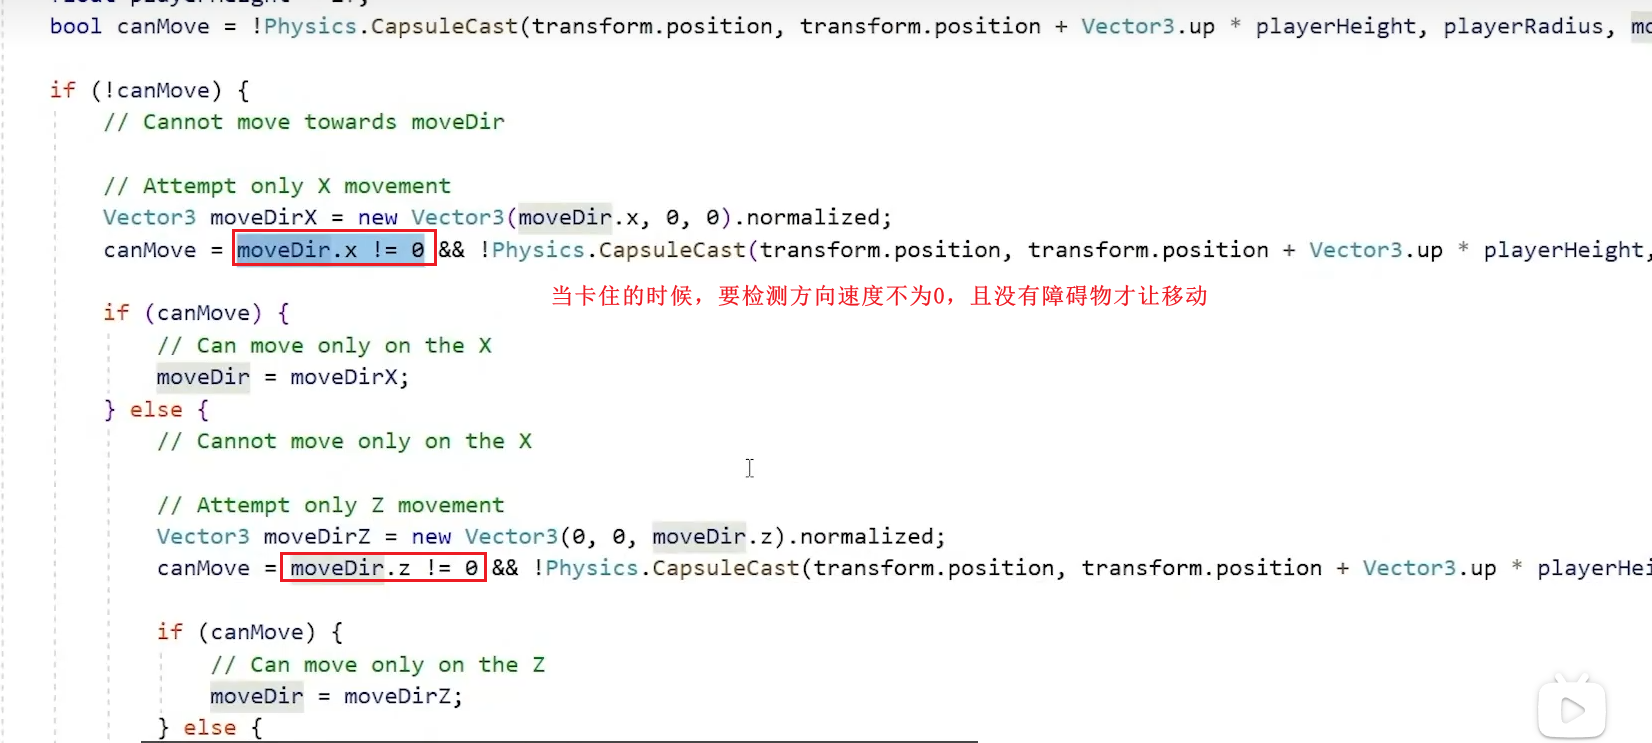 bool canMove = !Physics.CapsuleCast(transform.position, transform.position + Vector3.up * playerHeight, playerRadius,
if (!canMove) {
// Cannot move towards moveDir
// Attempt only X movement
Vector3 moveDirX = new Vector3(moveDir.x, 0, 0).normalized;
canMove = moveDir.x != 0 && !Physics.CapsuleCast(transform.position, transform.position + Vector3.up * playerHeight,
当卡住的时候，要检测方向速度不为0，且没有障碍物才让移动
if (canMove) {
// Can move only on the X
moveDir = moveDirX;
} else {
// Cannot move only on the X
// Attempt only Z movement
Vector3 moveDirZ = new Vector3(0, 0, moveDir.z).normalized;
canMove = moveDir.z != 0 && !Physics.CapsuleCast(transform.position, transform.position + Vector3.up * playerHei
if (canMove) {
// Can move only on the Z
moveDir = moveDirZ;
} else {